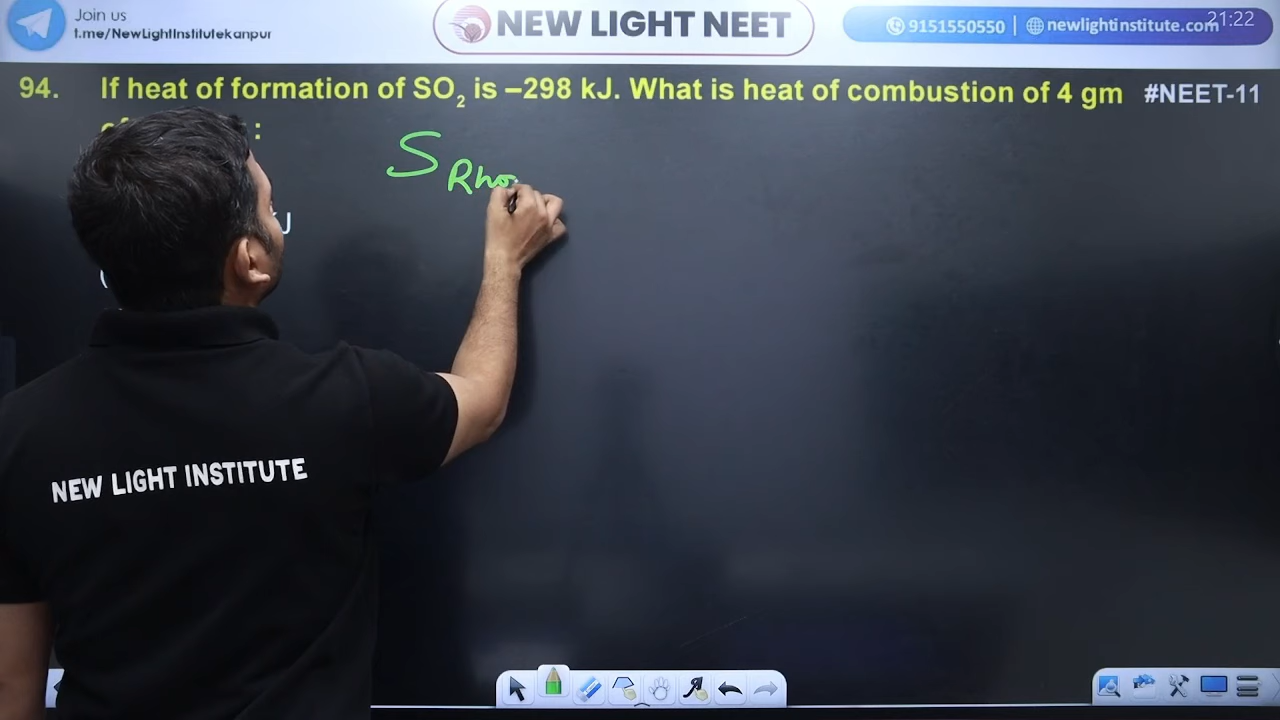 Join us
t.me/NewLightInstitutekanpur
NEW LIGHT NEET
9151550550 | newlightinstitute.com
21:22
94. If heat of formation of SO₂ is –298 kJ. What is heat of combustion of 4 gm #NEET-11
:
S Rho
J
(
NEW LIGHT INSTITUTE